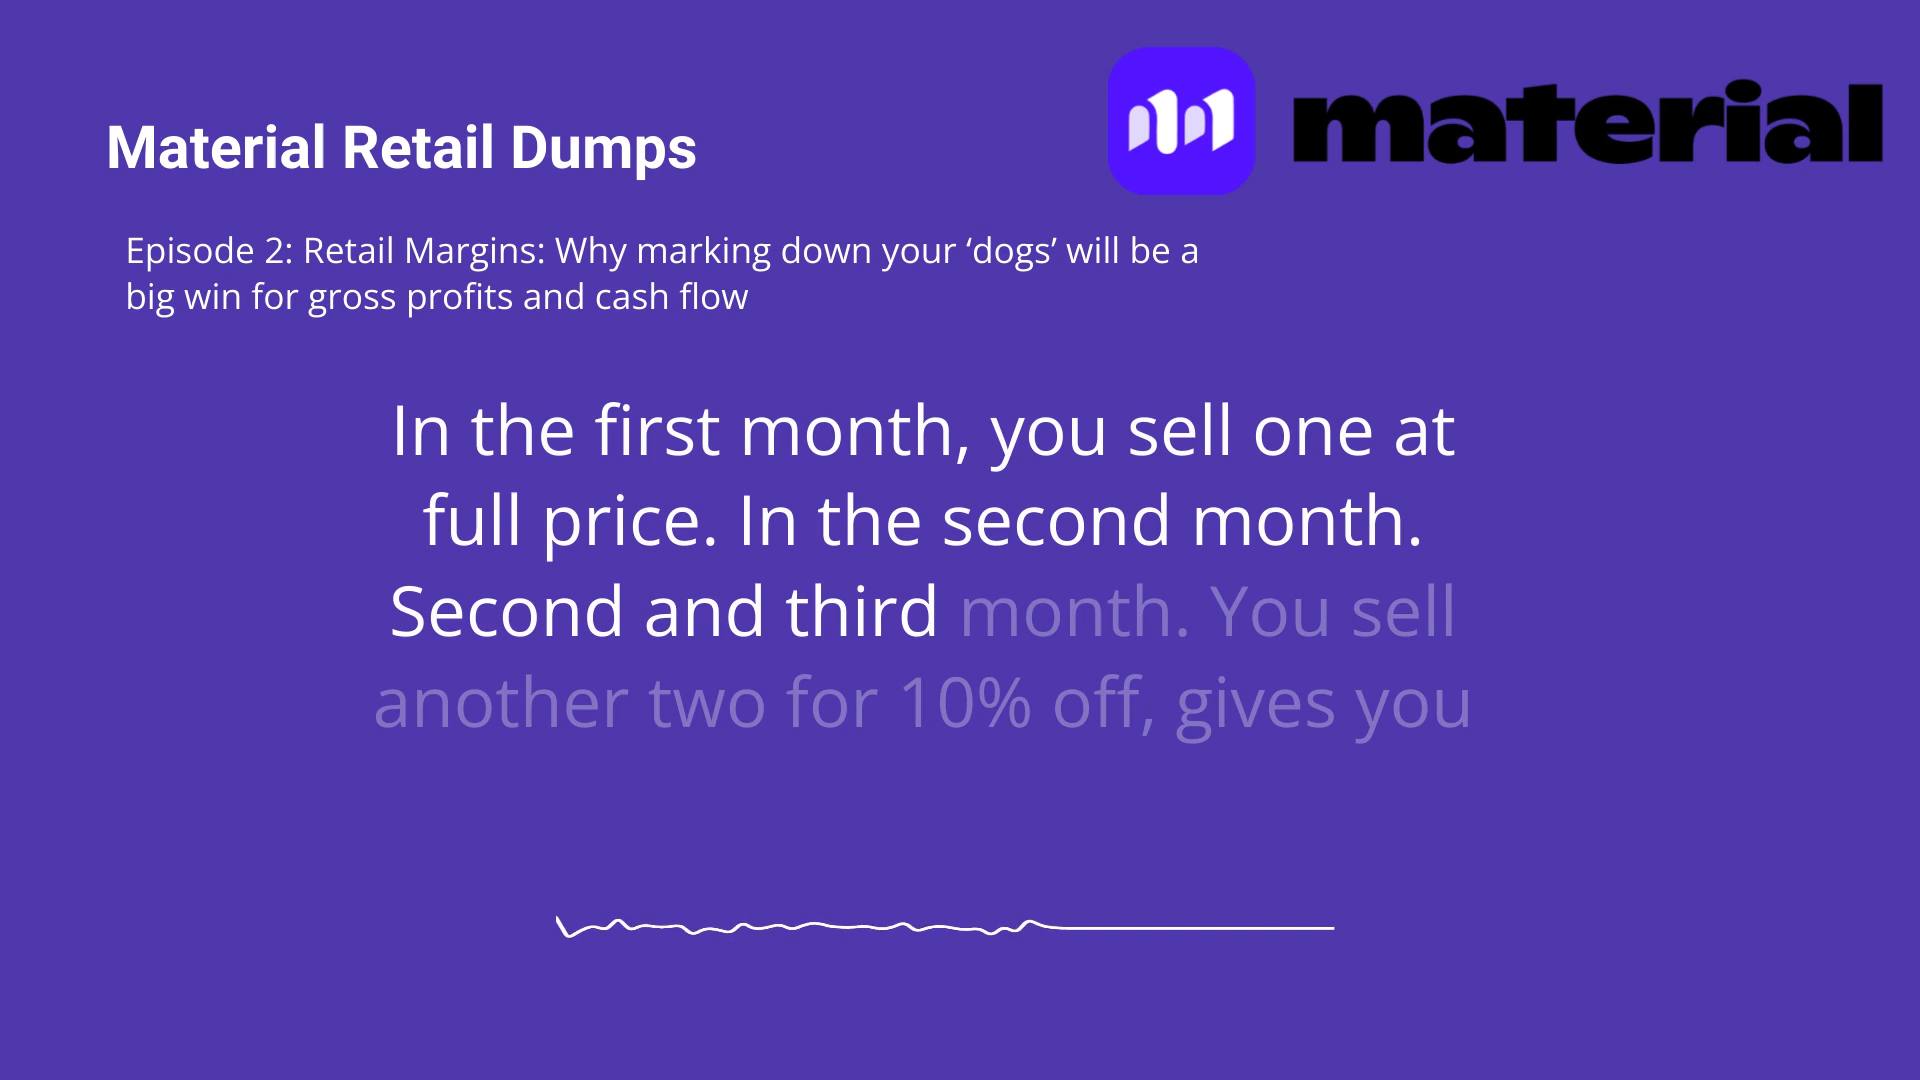 material
Material Retail Dumps
Episode 2: Retail Margins: Why marking down your ‘dogs’ will be a
big win for gross profits and cash flow
In the first month, you sell one at
full price. In the second month.
Second and third month. You sell
another two for 10% off, gives you